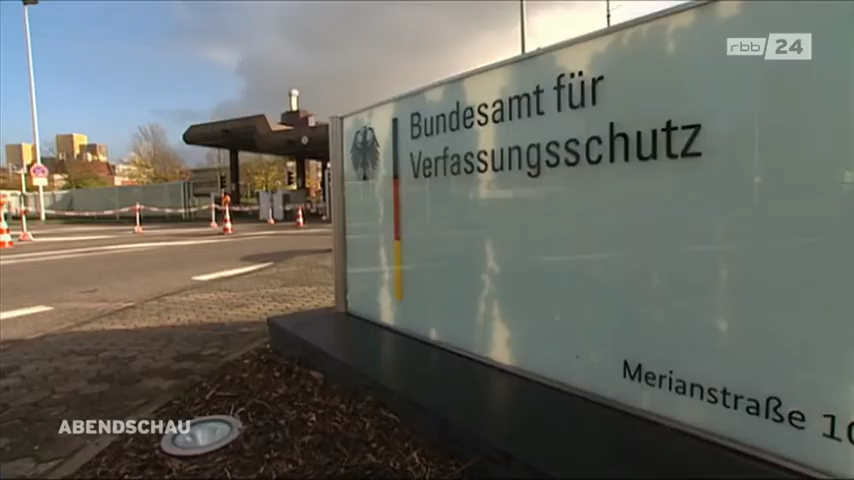 rbb 24
Bundesamt für
Verfassungsschutz
Merianstraße 10
ABENDSCHAU